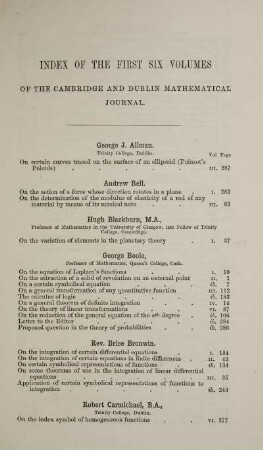 INDEX OF THE FIRST SIX VOLUMES
OF THE CAMBRIDGE AND DUBLIN MATHEMATICAL
JOURNAL.
George J. Allman.
Trinity College, Dublin.
Vol Page
On certain curves traced on the surface of an ellipsoid (Poinsot's
Poloids) . . . . . . . III. 287
Andrew Bell.
On the action of a force whose direction rotates in a plane . I. 282
On the determination of the modulus of elasticity of a rod of any
material by means of its musical note . . . III. 63
Hugh Blackburn, M.A.,
Professor of Mathematics in the University of Glasgow, late Fellow of Trinity
College, Cambridge.
On the variation of elements in the planetary theory . I. 37
George Boole,
Professor of Mathematics, Queen's College, Cork.
On the equation of Laplace's functions . . . I. 10
On the attraction of a solid of revolution on an external point . II. 1
On a certain symbolical equation . . . ib. 7
On a general transformation of any quantitative function . III. 112
The calculus of logic . . . . ib. 183
On a general theorem of definite integration . . IV. 14
On the theory of linear transformations . . . VI. 87
On the reduction of the general equation of the nth degree . ib. 106
Letter to the Editor . . . . ib. 284
Proposed question in the theory of probabilities . . ib. 286
Rev. Brice Bronwin.
On the integration of certain differential equations . . I. 154
On the integration of certain equations in finite differences . II. 42
On certain symbolical representations of functions . . ib. 134
On some theorems of use in the integration of linear differential
equations . . . . . . III. 35
Application of certain symbolical representations of functions to
integration . . . . . . ib. 243
Robert Carmichael, B.A.,
Trinity College, Dublin.
On the index symbol of homogeneous functions . . VI. 277